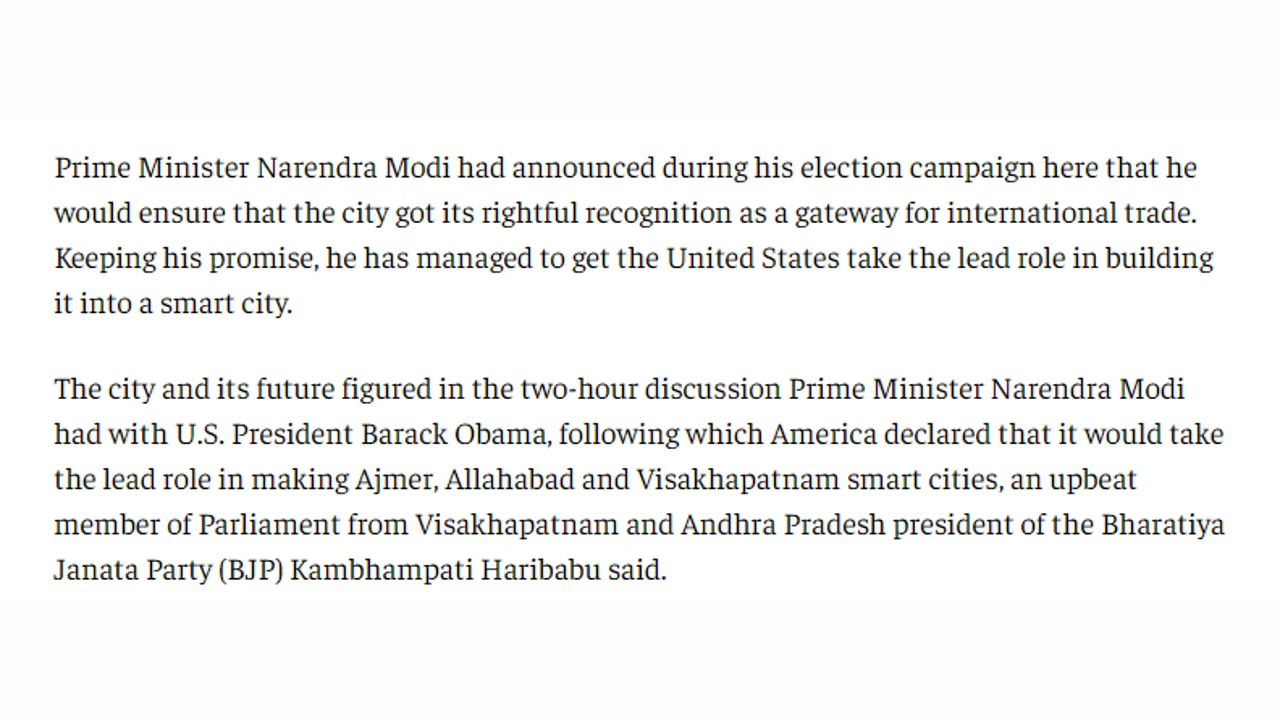 Prime Minister Narendra Modi had announced during his election campaign here that he
would ensure that the city got its rightful recognition as a gateway for international trade.
Keeping his promise, he has managed to get the United States take the lead role in building
it into a smart city.
The city and its future figured in the two-hour discussion Prime Minister Narendra Modi
had with U.S. President Barack Obama, following which America declared that it would take
the lead role in making Ajmer, Allahabad and Visakhapatnam smart cities, an upbeat
member of Parliament from Visakhapatnam and Andhra Pradesh president of the Bharatiya
Janata Party (BJP) Kambhampati Haribabu said.